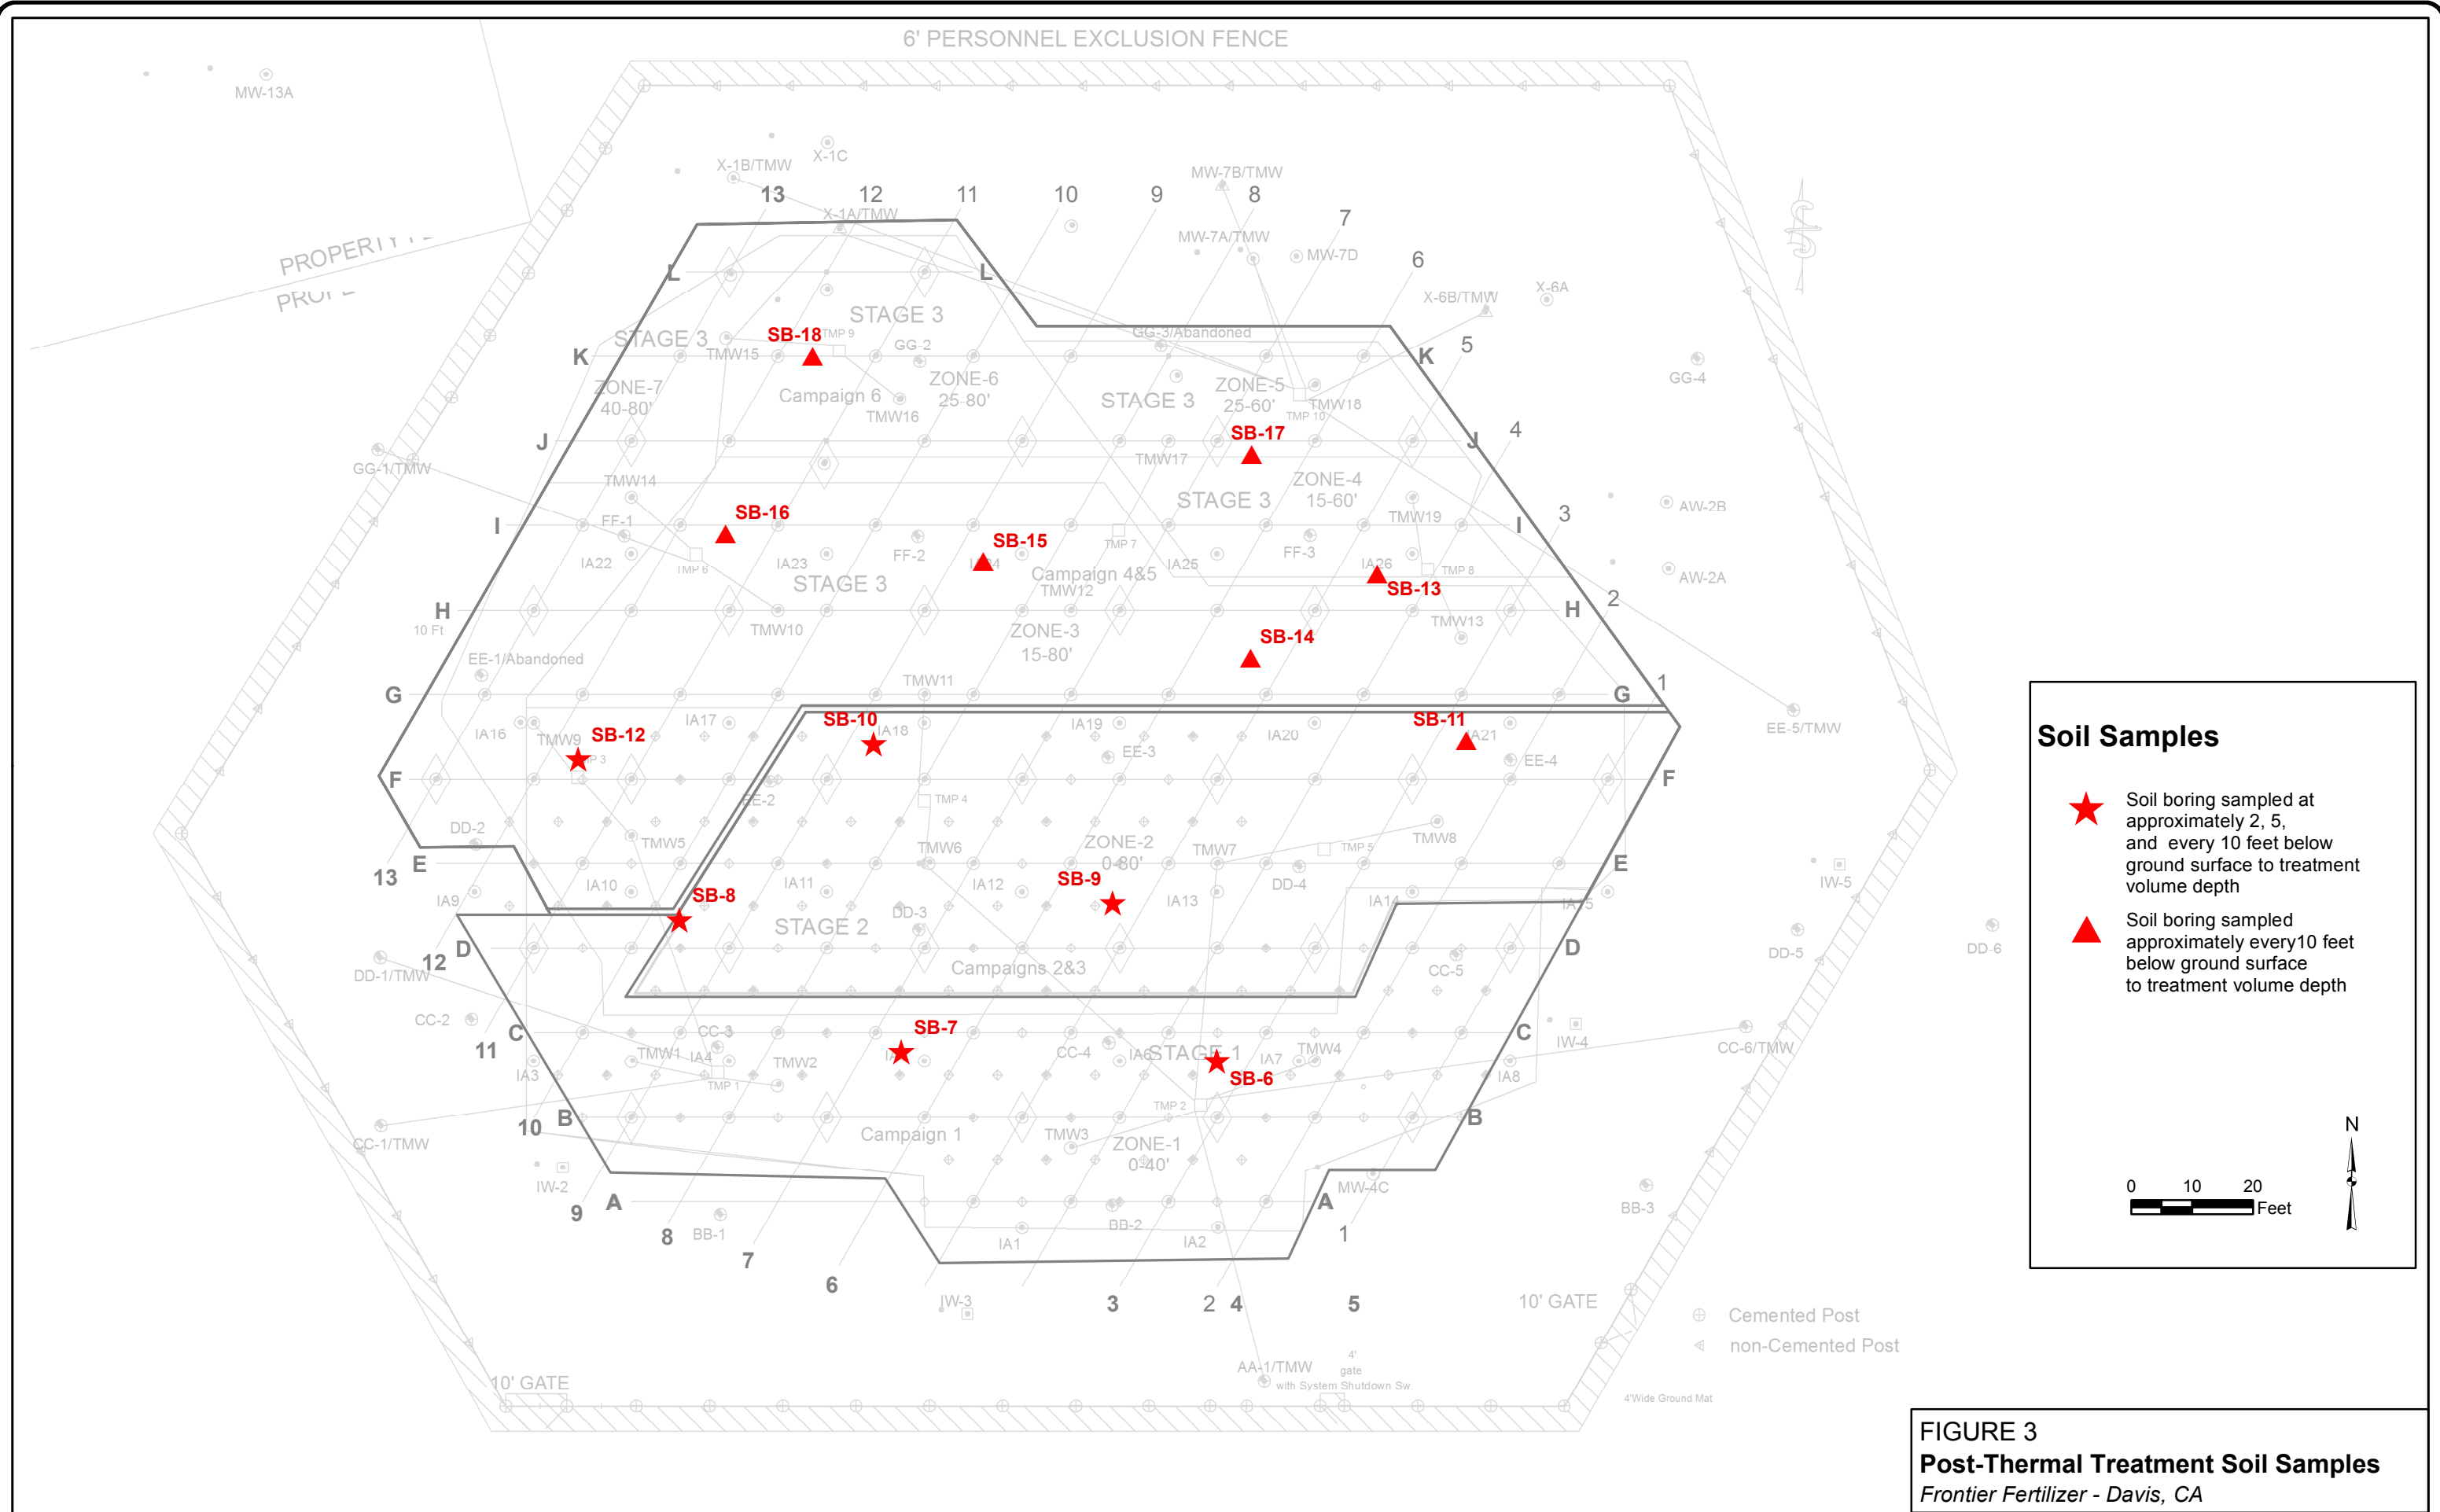 6' PERSONNEL EXCLUSION FENCE
MW-13A
X-1B/TMW
X-1C
MW-7B/TMW
13
12
11
10
9
8
7
X-1A/TMW
MW-7A/TMW
MW-7D
6
L
L
X-6B/TMW
X-6A
STAGE 3
STAGE 3
SB-18
TMP 9
GG-3/Abandoned
5
K
TMW15
GG-2
K
GG-4
ZONE-7
40-80'
Campaign 6
ZONE-6
25-80'
ZONE-5
25-60'
STAGE 3
TMW16
TMW18
TMP 10
4
J
SB-17
J
GG-1/TMW
TMW17
TMW14
ZONE-4
15-60'
STAGE 3
AW-2B
SB-16
3
I
FF-1
TMW19
I
SB-15
TMP 7
FF-2
FF-3
IA22
TMP 6
IA23
IA25
IA26
TMP 8
Campaign 4&5
STAGE 3
AW-2A
TMW12
SB-13
2
H
H
10 Ft
TMW10
ZONE-3
15-80'
TMW13
SB-14
EE-1/Abandoned
TMW11
1
G
G
IA16
IA17
SB-10
IA18
IA19
SB-11
IA20
IA21
EE-5/TMW
TMW9
SB-12
EE-3
EE-4
F
F
EE-2
TMP 4
DD-2
TMW5
TMW6
ZONE-2
0-80'
TMW7
TMP 5
TMW8
13
E
E
IA9
IA10
IA11
IA12
SB-9
IA13
DD-4
IA14
IA15
IW-5
SB-8
DD-3
STAGE 2
12
D
D
DD-1/TMW
Campaigns 2&3
CC-5
DD-5
DD-6
CC-2
11
C
CC-3
SB-7
C
IW-4
CC-6/TMW
IA3
TMW1
IA4
TMW2
CC-4
IA6
STAGE 1
IA7
TMW4
IA8
TMP 1
SB-6
TMP 2
10
B
B
CC-1/TMW
Campaign 1
TMW3
ZONE-1
0-40'
IW-2
MW-4C
9
A
A
BB-3
8
BB-1
BB-2
1
7
IA1
IA2
6
IW-3
3
2
4
5
10' GATE
AA-1/TMW
4'
gate
with System Shutdown Sw.
10' GATE
4'Wide Ground Mat
Cemented Post
non-Cemented Post
Soil Samples
Soil boring sampled at
approximately 2, 5,
and every 10 feet below
ground surface to treatment
volume depth
Soil boring sampled
approximately every10 feet
below ground surface
to treatment volume depth
N
0 10 20
Feet
FIGURE 3
Post-Thermal Treatment Soil Samples
Frontier Fertilizer - Davis, CA